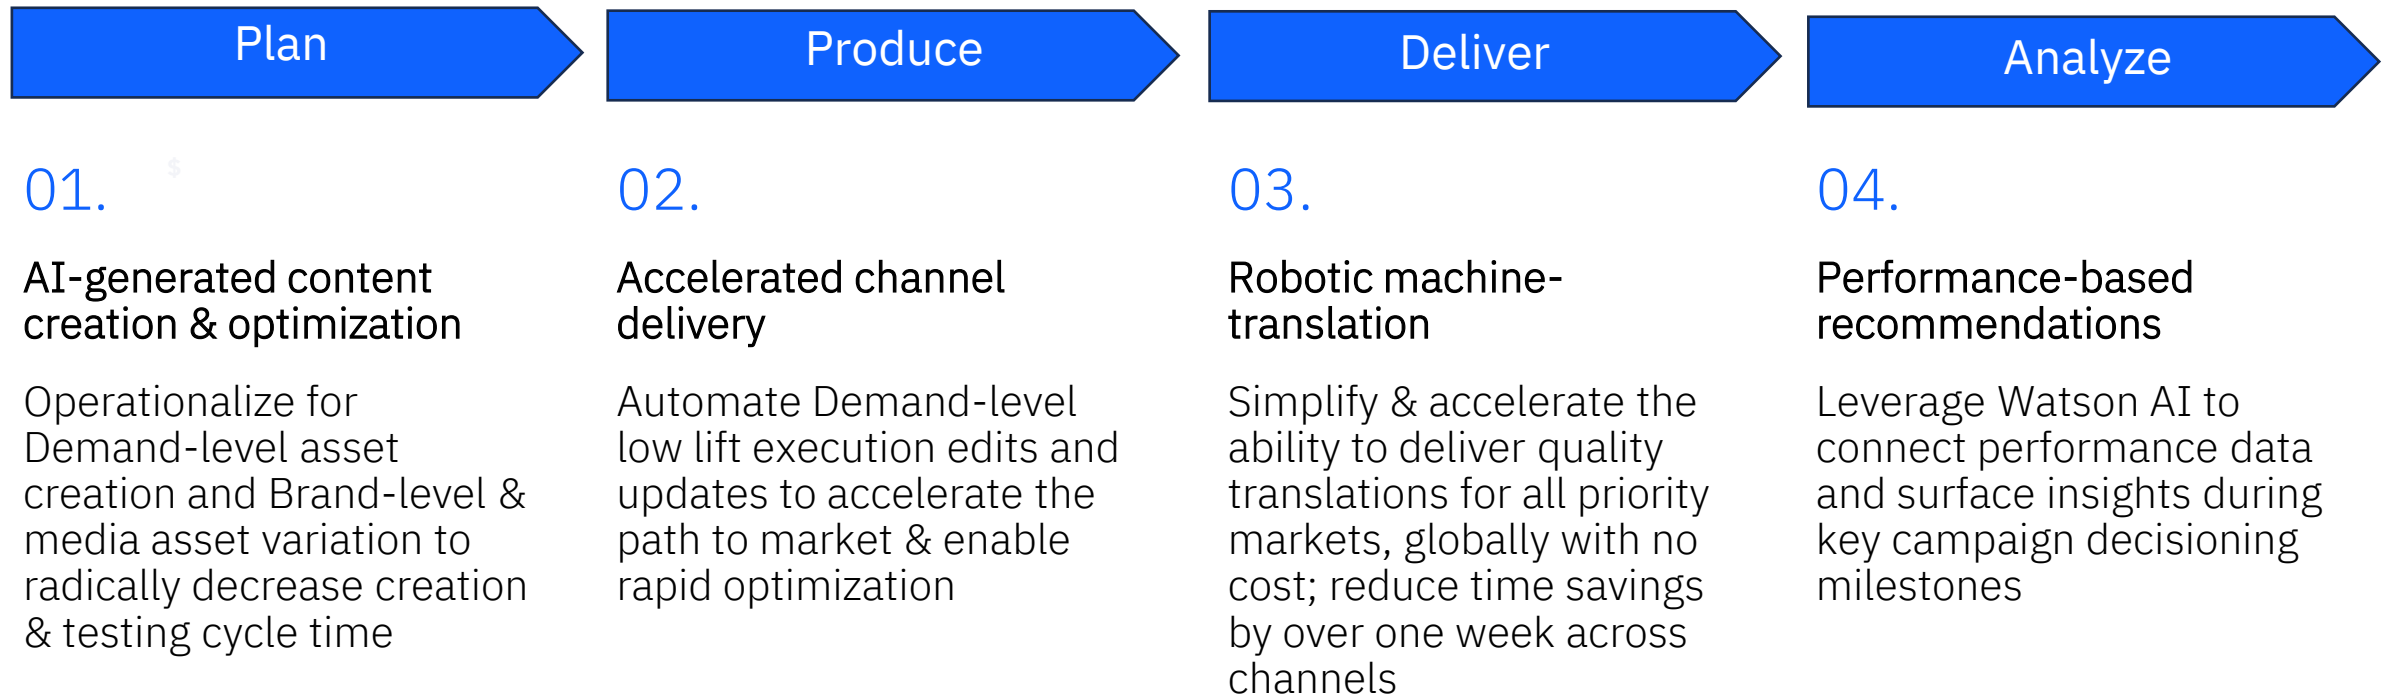 Plan
Produce
Deliver
Analyze
01.
$
AI-generated content
creation & optimization
Operationalize for
Demand-level asset
creation and Brand-level &
media asset variation to
radically decrease creation
& testing cycle time
02.
Accelerated channel
delivery
Automate Demand-level
low lift execution edits and
updates to accelerate the
path to market & enable
rapid optimization
03.
Robotic machine-
translation
Simplify & accelerate the
ability to deliver quality
translations for all priority
markets, globally with no
cost; reduce time savings
by over one week across
channels
04.
Performance-based
recommendations
Leverage Watson AI to
connect performance data
and surface insights during
key campaign decisioning
milestones